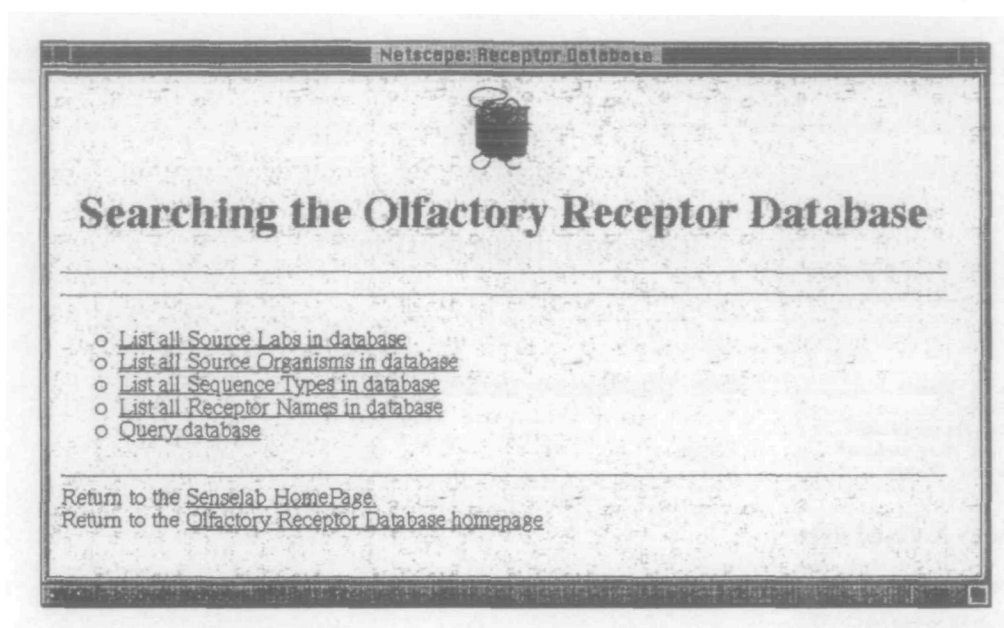 Netscape: Receptor Database
Searching the Olfactory Receptor Database
List all Source Labs in database
List all Source Organisms in database
List all Sequence Types in database
List all Receptor Names in database
Query database
Return to the Senselab HomePage.
Return to the Olfactory Receptor Database homepage